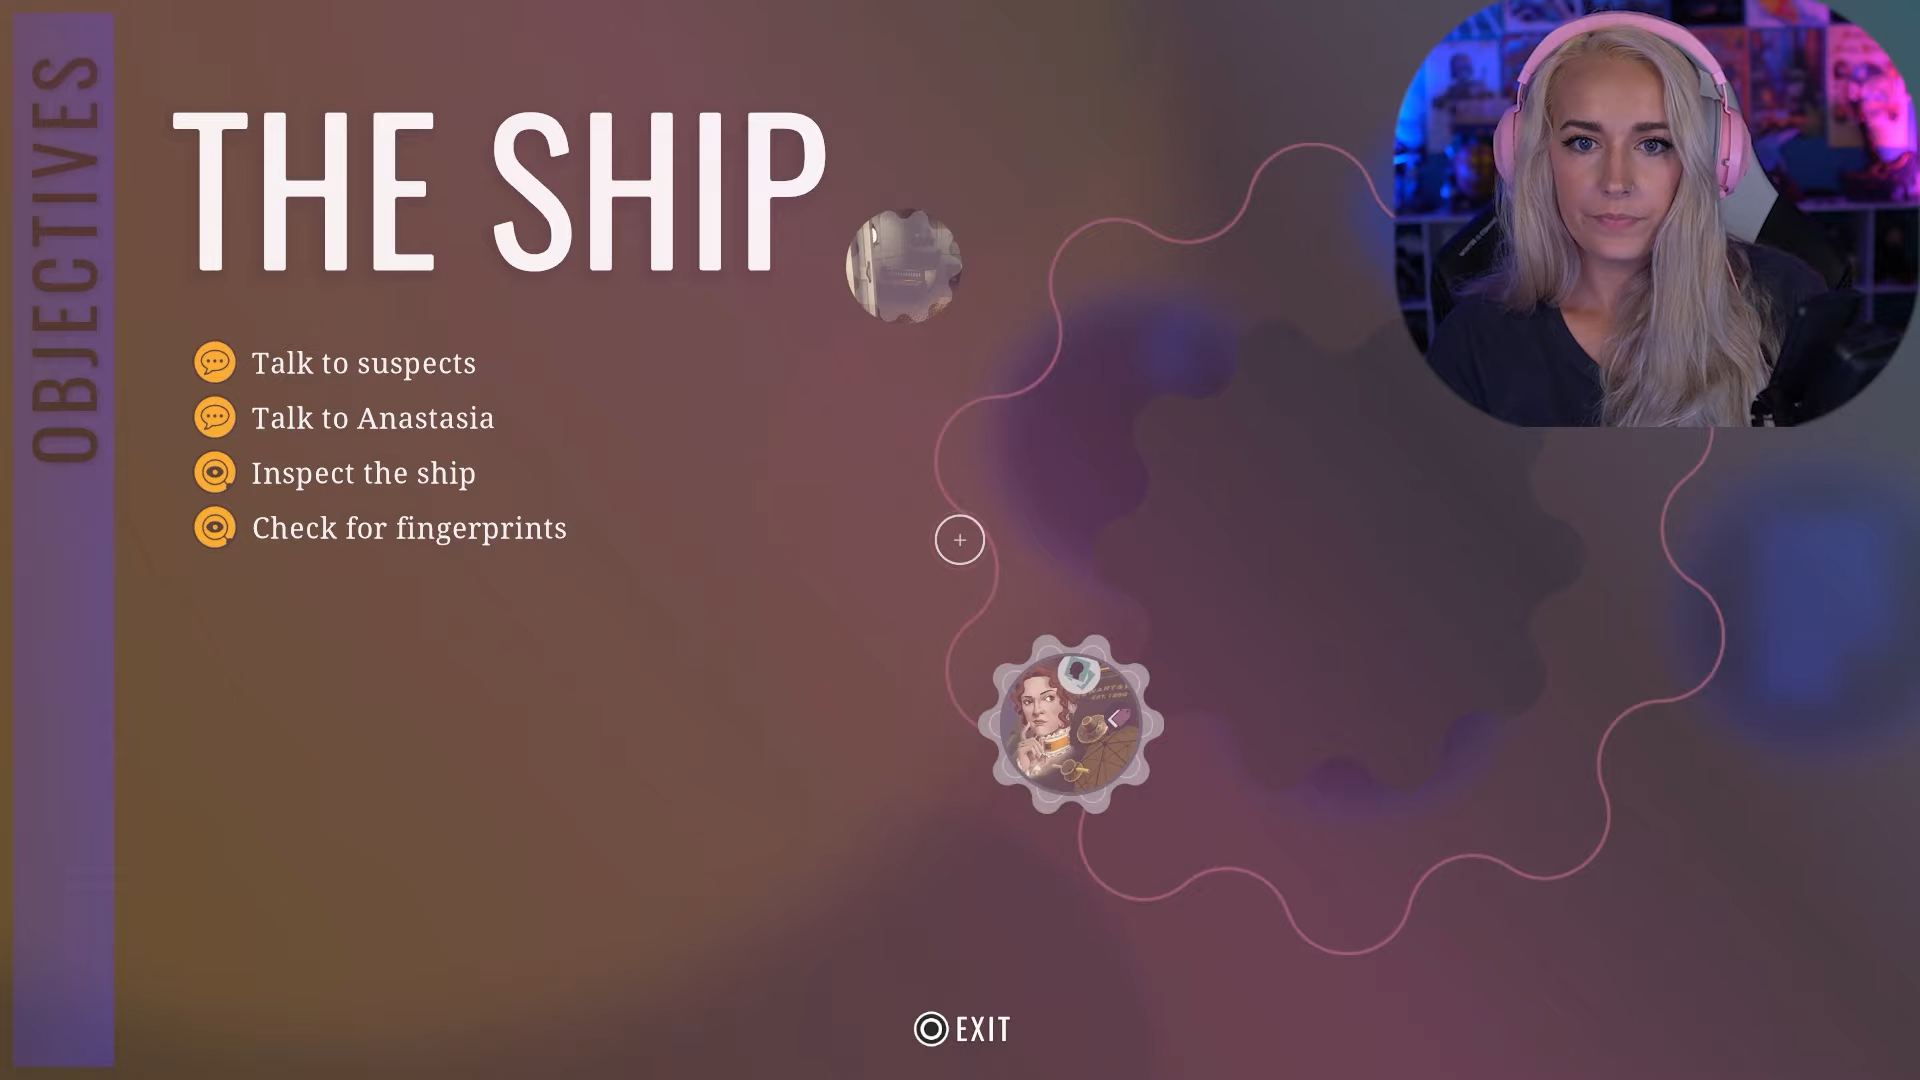 OBJECTIVES
THE SHIP
Talk to suspects
Talk to Anastasia
Inspect the ship
Check for fingerprints
EXIT